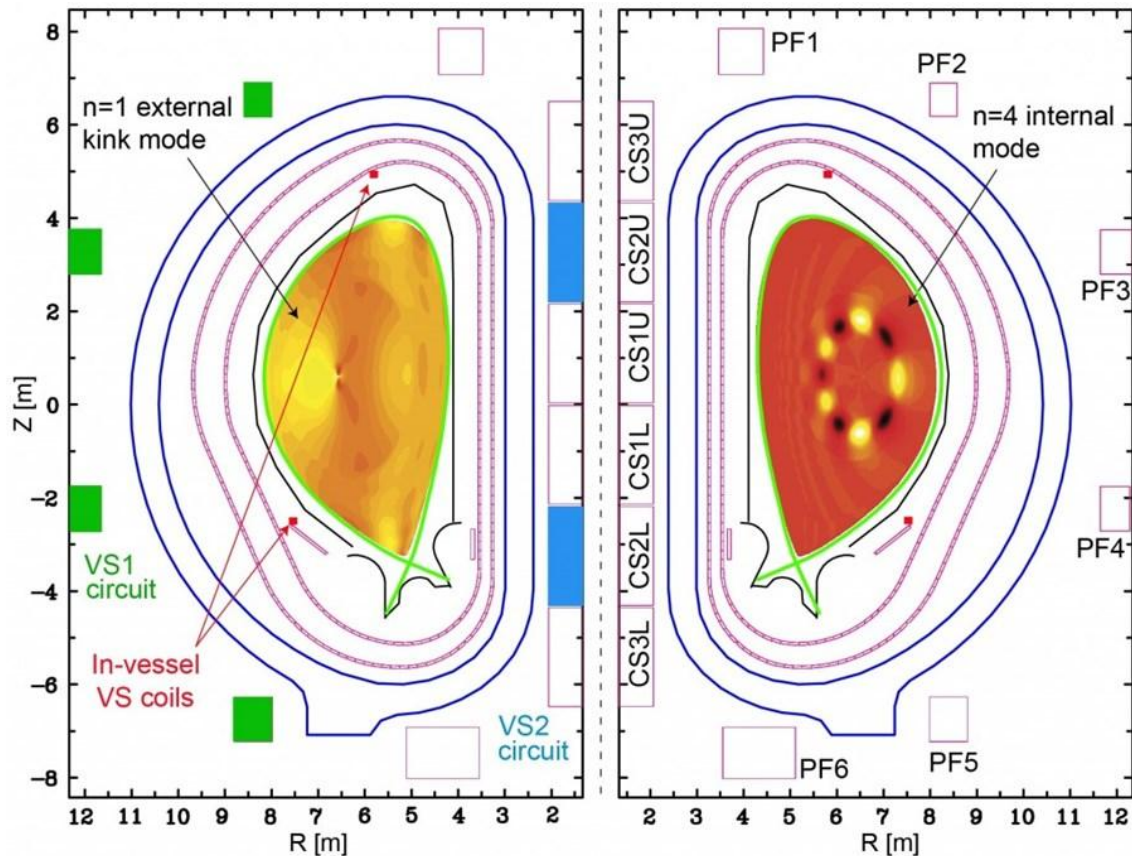 PF1
PF2
n=1 external
kink mode
n=4 internal
mode
CS3U
CS2U
CS1U
CS1L
CS2L
CS3L
PF3
PF4
VS1
circuit
In-vessel
VS coils
VS2
circuit
PF6
PF5
Z [m]
8
6
4
2
0
−2
−4
−6
−8
12 11 10 9 8 7 6 5 4 3 2
R [m]
2 3 4 5 6 7 8 9 10 11 12
R [m]